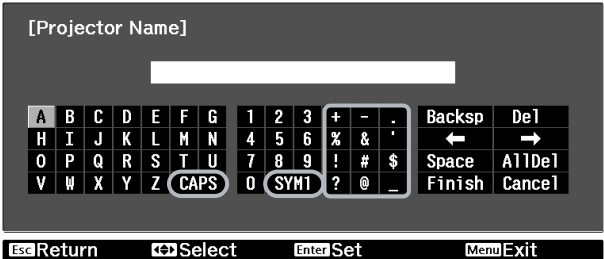 [Projector Name]
A B C D E F G 1 2 3 + - . Backsp Del
H I J K L M N 4 5 6 % & ' ← →
O P Q R S T U 7 8 9 ! # $ Space AllDel
V W X Y Z CAPS 0 SYM1 ? @ _ Finish Cancel
Esc Return Select Enter Set Menu Exit